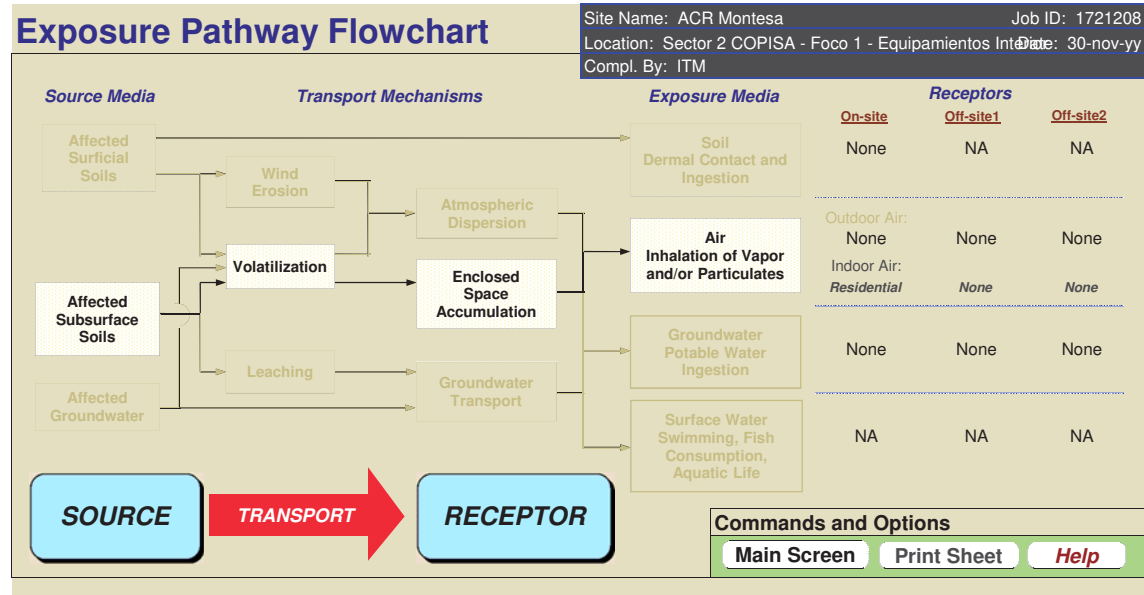 Exposure Pathway Flowchart
Site Name: ACR Montesa Job ID: 1721208
Location: Sector 2 COPISA - Foco 1 - Equipamientos Date: 30-nov-yy
Compl. By: ITM
Source Media Transport Mechanisms Exposure Media Receptors
On-site Off-site1 Off-site2
Affected
Surficial
Soils
Wind
Erosion
Atmospheric
Dispersion
Soil
Dermal Contact and
Ingestion
None NA NA
Volatilization
Enclosed
Space
Accumulation
Air
Inhalation of Vapor
and/or Particulates
Outdoor Air:
None None None
Indoor Air:
Residential None None
Affected
Subsurface
Soils
Leaching
Groundwater
Transport
Groundwater
Potable Water
Ingestion
None None None
Affected
Groundwater
Surface Water
Swimming, Fish
Consumption,
Aquatic Life
NA NA NA
SOURCE
TRANSPORT
RECEPTOR
Commands and Options
Main Screen Print Sheet Help